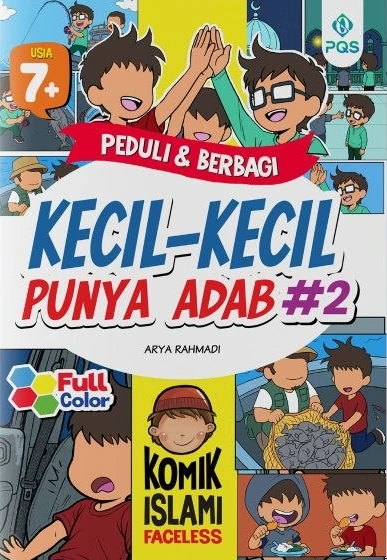 USIA
7+
PQS
PEDULI & BERBAGI
KECIL-KECIL
PUNYA ADAB #2
ARYA RAHMADI
Full
Color
KOMIK
ISLAMI
FACELESS